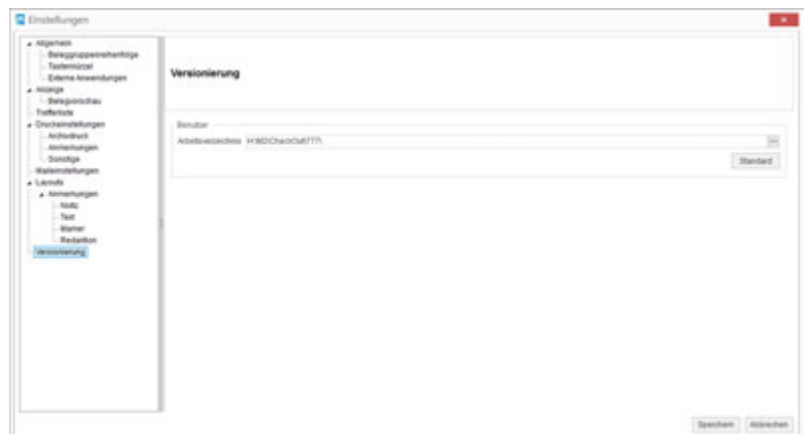 Einstellungen
Allgemein
Beleggruppenreihenfolge
Tastenkürzel
Externe Anwendungen
Anzeige
Belegvorschau
Trefferliste
Druckeinstellungen
Archivdruck
Anmerkungen
Sonstige
Maileinstellungen
Layouts
Anmerkungen
Notiz
Text
Marker
Redaktion
Versionierung
Versionierung
Benutzer
Arbeitsverzeichnis
Standard
Speichern
Abbrechen